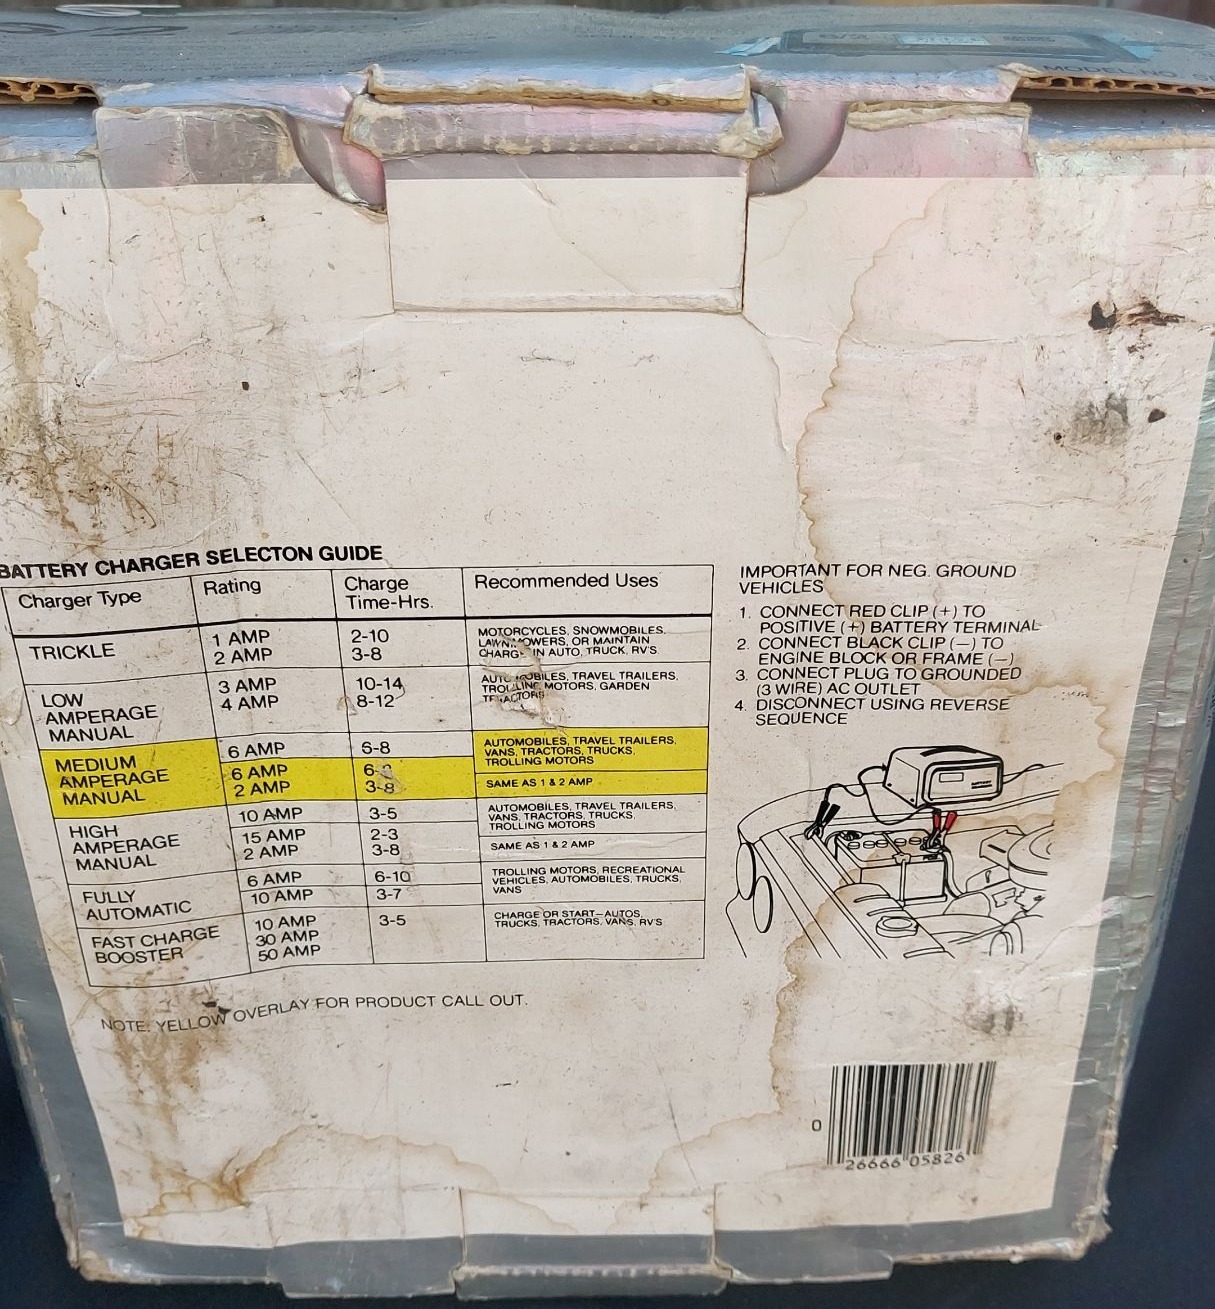 MODEL NO.
BATTERY CHARGER SELECTON GUIDE
Charger Type
Rating
Charge
Time-Hrs.
Recommended Uses
TRICKLE
1 AMP
2 AMP
2-10
3-8
MOTORCYCLES, SNOWMOBILES,
LAWNMOWERS, OR MAINTAIN
CHARGE IN AUTO, TRUCK, RV'S.
LOW
AMPERAGE
MANUAL
3 AMP
4 AMP
10-14
8-12
AUTOMOBILES, TRAVEL TRAILERS,
TROLLING MOTORS, GARDEN
TRACTORS
MEDIUM
AMPERAGE
MANUAL
6 AMP
6-8
AUTOMOBILES, TRAVEL TRAILERS,
VANS, TRACTORS, TRUCKS,
TROLLING MOTORS
6 AMP
2 AMP
3-8
SAME AS 1 & 2 AMP
HIGH
AMPERAGE
MANUAL
10 AMP
3-5
AUTOMOBILES, TRAVEL TRAILERS,
VANS, TRACTORS, TRUCKS,
TROLLING MOTORS
15 AMP
2 AMP
2-3
3-8
SAME AS 1 & 2 AMP
FULLY
AUTOMATIC
6 AMP
10 AMP
6-10
3-7
TROLLING MOTORS, RECREATIONAL
VEHICLES, AUTOMOBILES, TRUCKS,
VANS
FAST CHARGE
BOOSTER
10 AMP
30 AMP
50 AMP
3-5
CHARGE OR START—AUTOS,
TRUCKS, TRACTORS, VANS, RV'S
NOTE: YELLOW OVERLAY FOR PRODUCT CALL OUT.
IMPORTANT FOR NEG. GROUND
VEHICLES
1. CONNECT RED CLIP (+) TO
POSITIVE (+) BATTERY TERMINAL
2. CONNECT BLACK CLIP (—) TO
ENGINE BLOCK OR FRAME (—)
3. CONNECT PLUG TO GROUNDED
(3 WIRE) AC OUTLET
4. DISCONNECT USING REVERSE
SEQUENCE
0
26666 05826